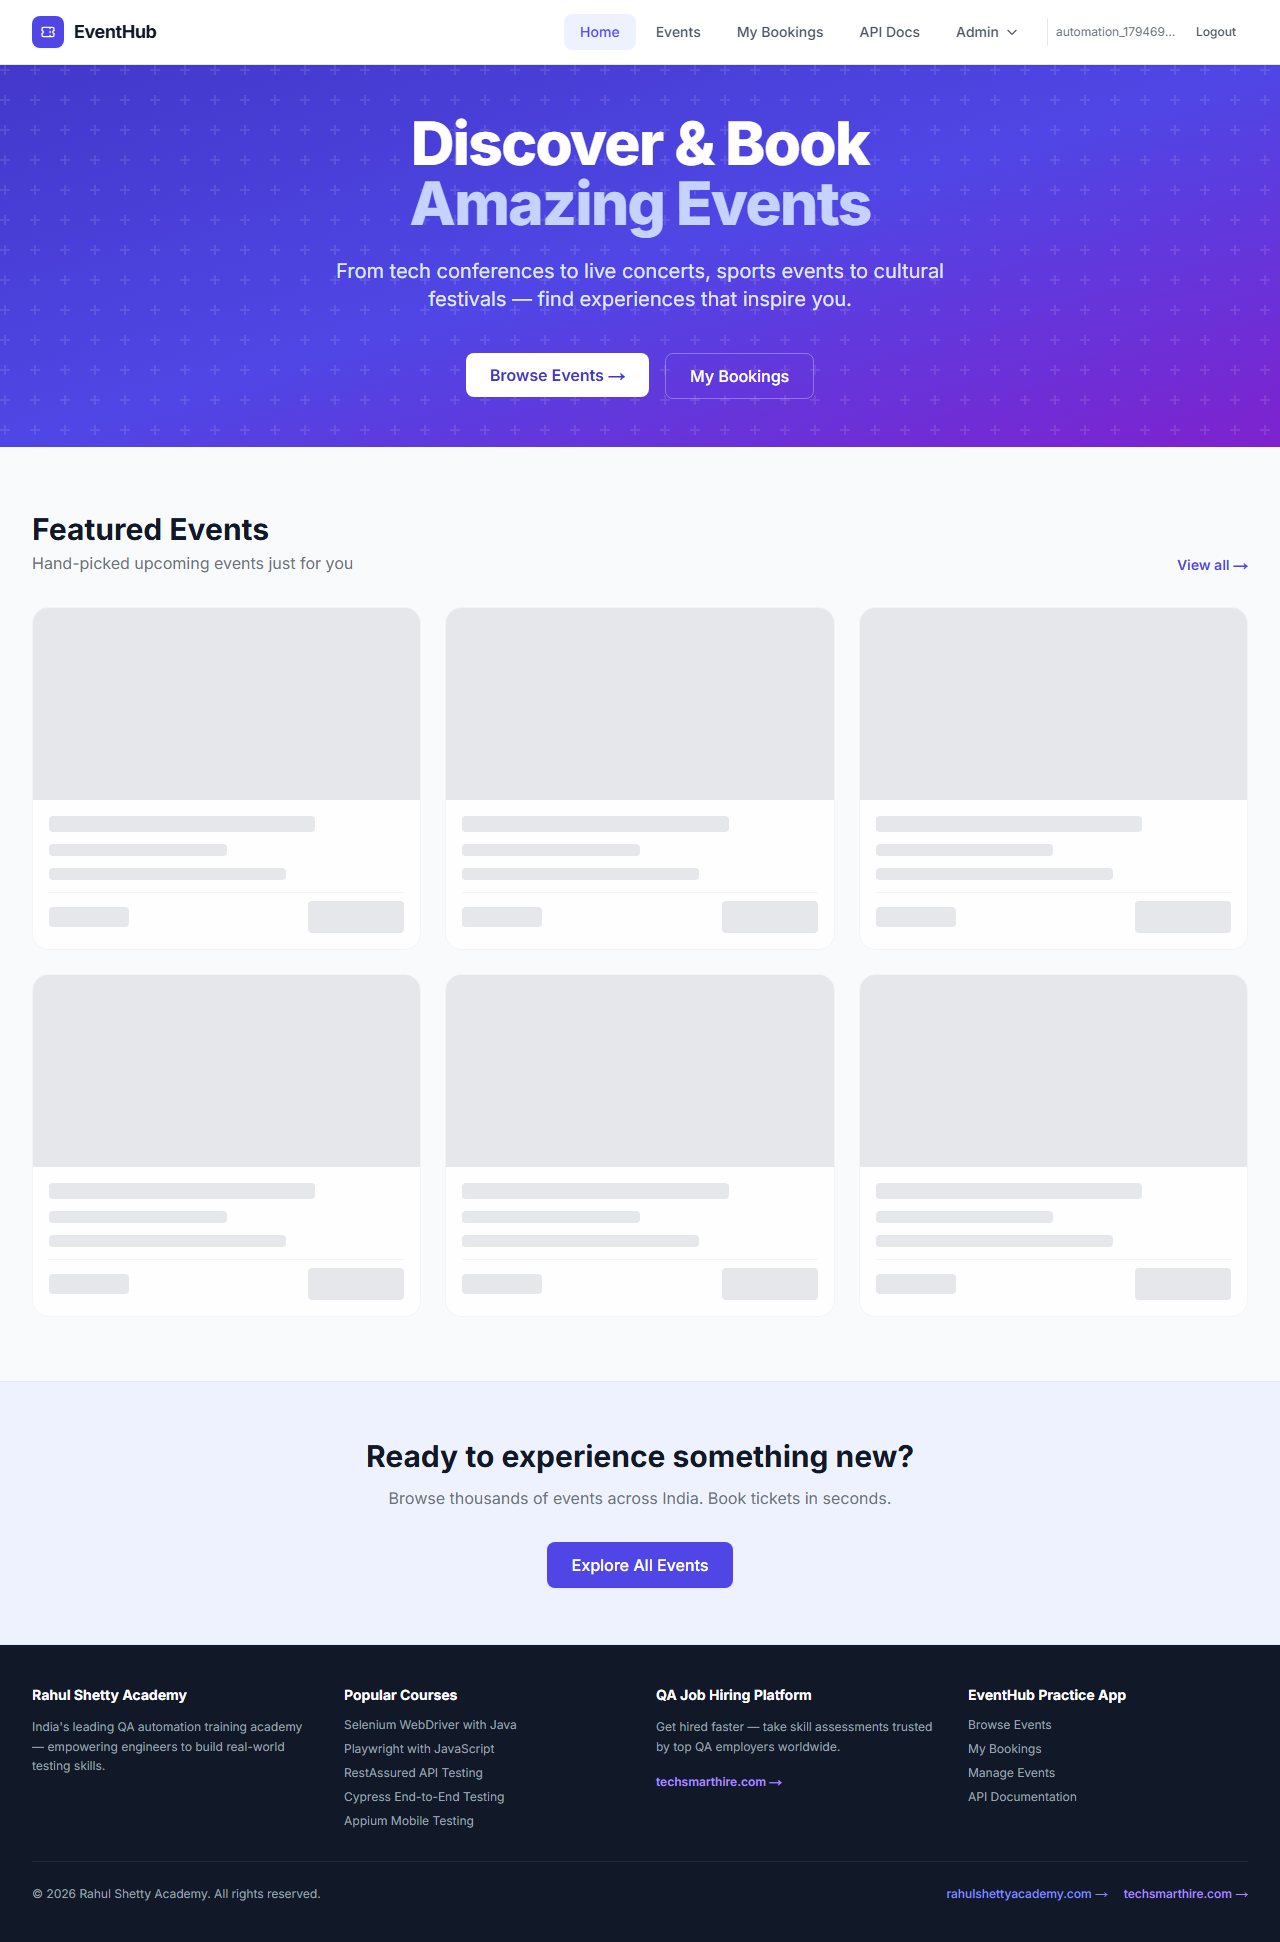 EventHub
Home
Events
My Bookings
API Docs
Admin
automation_179469...
Logout
Discover & Book
Amazing Events
From tech conferences to live concerts, sports events to cultural
festivals — find experiences that inspire you.
Browse Events →
My Bookings
Featured Events
Hand-picked upcoming events just for you
View all →
Ready to experience something new?
Browse thousands of events across India. Book tickets in seconds.
Explore All Events
Rahul Shetty Academy
India's leading QA automation training academy
— empowering engineers to build real-world
testing skills.
Popular Courses
Selenium WebDriver with Java
Playwright with JavaScript
RestAssured API Testing
Cypress End-to-End Testing
Appium Mobile Testing
QA Job Hiring Platform
Get hired faster — take skill assessments trusted
by top QA employers worldwide.
techsmarthire.com →
EventHub Practice App
Browse Events
My Bookings
Manage Events
API Documentation
© 2026 Rahul Shetty Academy. All rights reserved.
rahulshettyacademy.com →
techsmarthire.com →